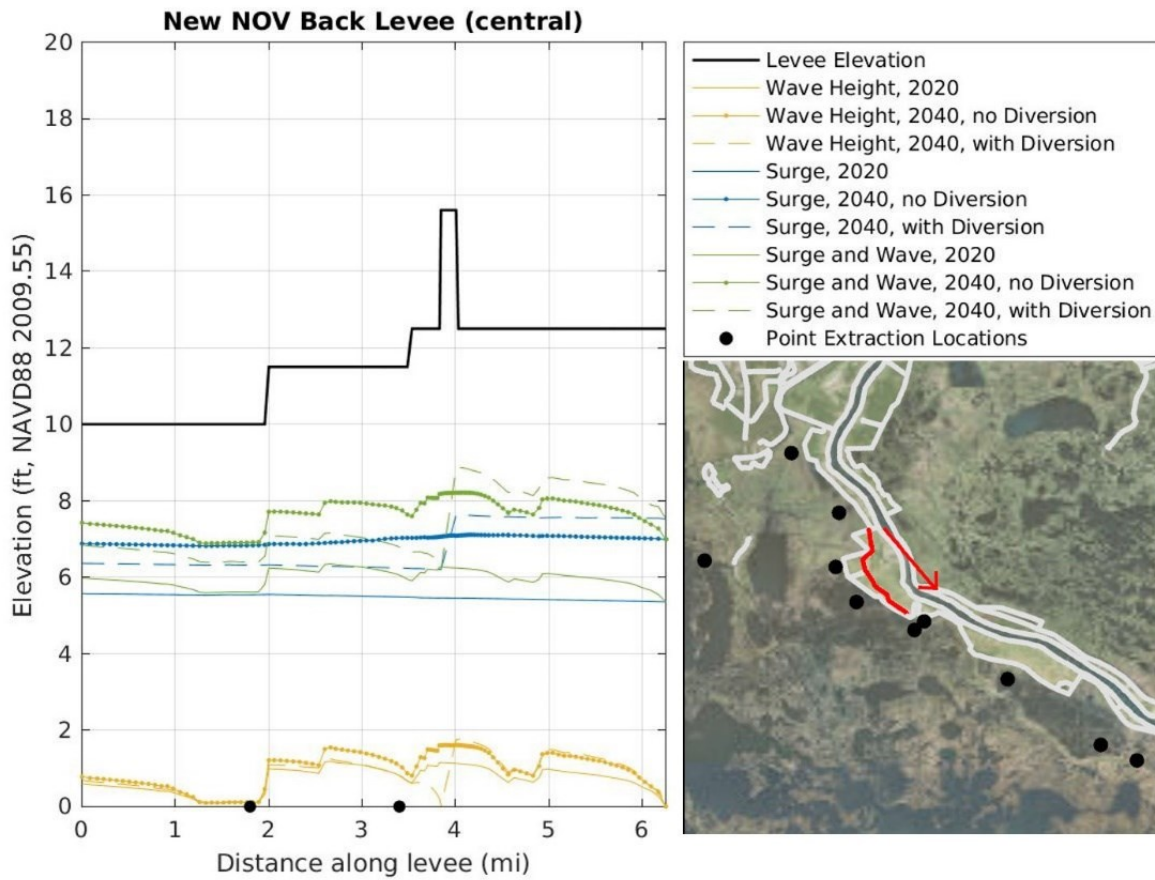 New NOV Back Levee (central)
20
18
16
14
12
10
8
6
4
2
0
Elevation (ft, NAVD88 2009.55)
0 1 2 3 4 5 6
Distance along levee (mi)
Levee Elevation
Wave Height, 2020
Wave Height, 2040, no Diversion
Wave Height, 2040, with Diversion
Surge, 2020
Surge, 2040, no Diversion
Surge, 2040, with Diversion
Surge and Wave, 2020
Surge and Wave, 2040, no Diversion
Surge and Wave, 2040, with Diversion
Point Extraction Locations